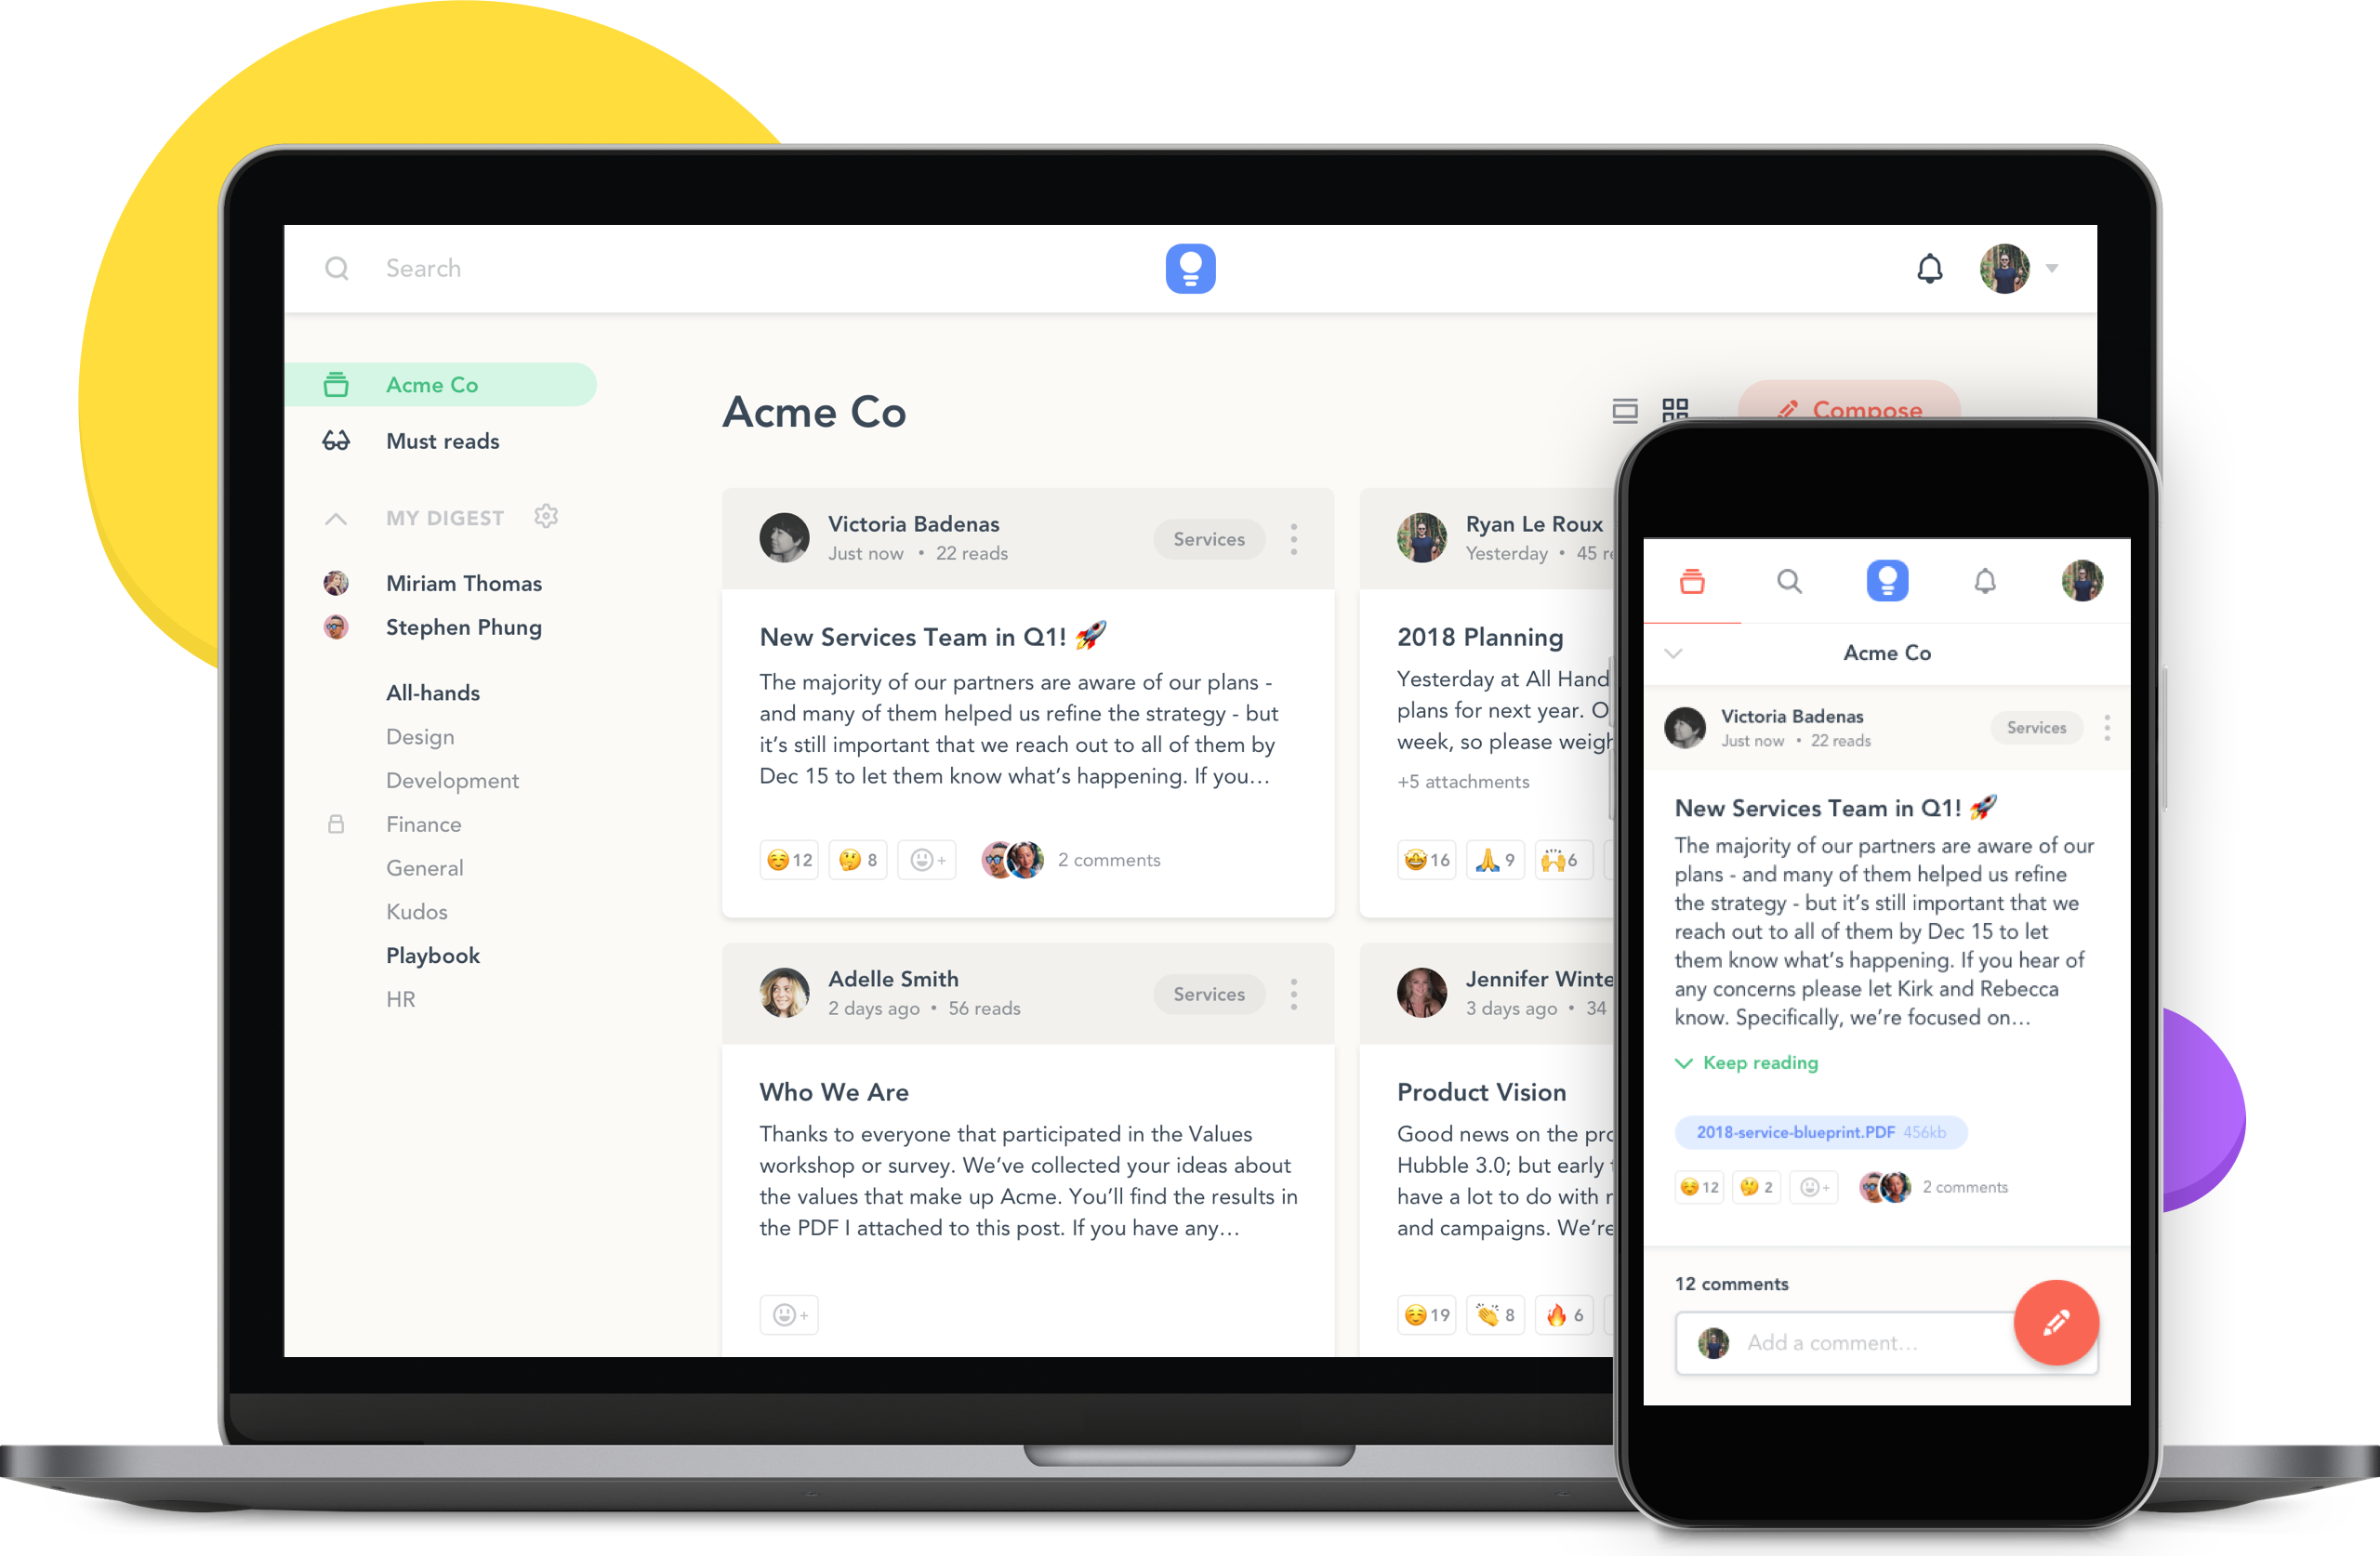 Search
Acme Co
Must reads
MY DIGEST
Miriam Thomas
Stephen Phung
All-hands
Design
Development
Finance
General
Kudos
Playbook
HR
Acme Co
Compose
Victoria Badenas
Just now • 22 reads
Services
New Services Team in Q1! 🚀
The majority of our partners are aware of our plans -
and many of them helped us refine the strategy - but
it's still important that we reach out to all of them by
Dec 15 to let them know what's happening. If you...
12
8
+
2 comments
Ryan Le Roux
Yesterday • 45
2018 Planning
Yesterday at All
plans for next year.
week, so please
+5 attachments
16
9
6
Adelle Smith
2 days ago • 56 reads
Services
Who We Are
Thanks to everyone that participated in the Values
workshop or survey. We've collected your ideas about
the values that make up Acme. You'll find the results in
the PDF I attached to this post. If you have any...
+
Jennifer
3 days ago • 34
Product Vision
Good news on the
Hubble 3.0; but early
have a lot to do with
and campaigns. We're
19
8
6
Acme Co
Victoria Badenas
Just now • 22 reads
Services
New Services Team in Q1! 🚀
The majority of our partners are aware of our
plans - and many of them helped us refine
the strategy - but it's still important that we
reach out to all of them by Dec 15 to let
them know what's happening. If you hear of
any concerns please let Kirk and Rebecca
know. Specifically, we're focused on...
Keep reading
2018-service-blueprint.PDF 456kb
12
2
+
2 comments
12 comments
Add a comment...